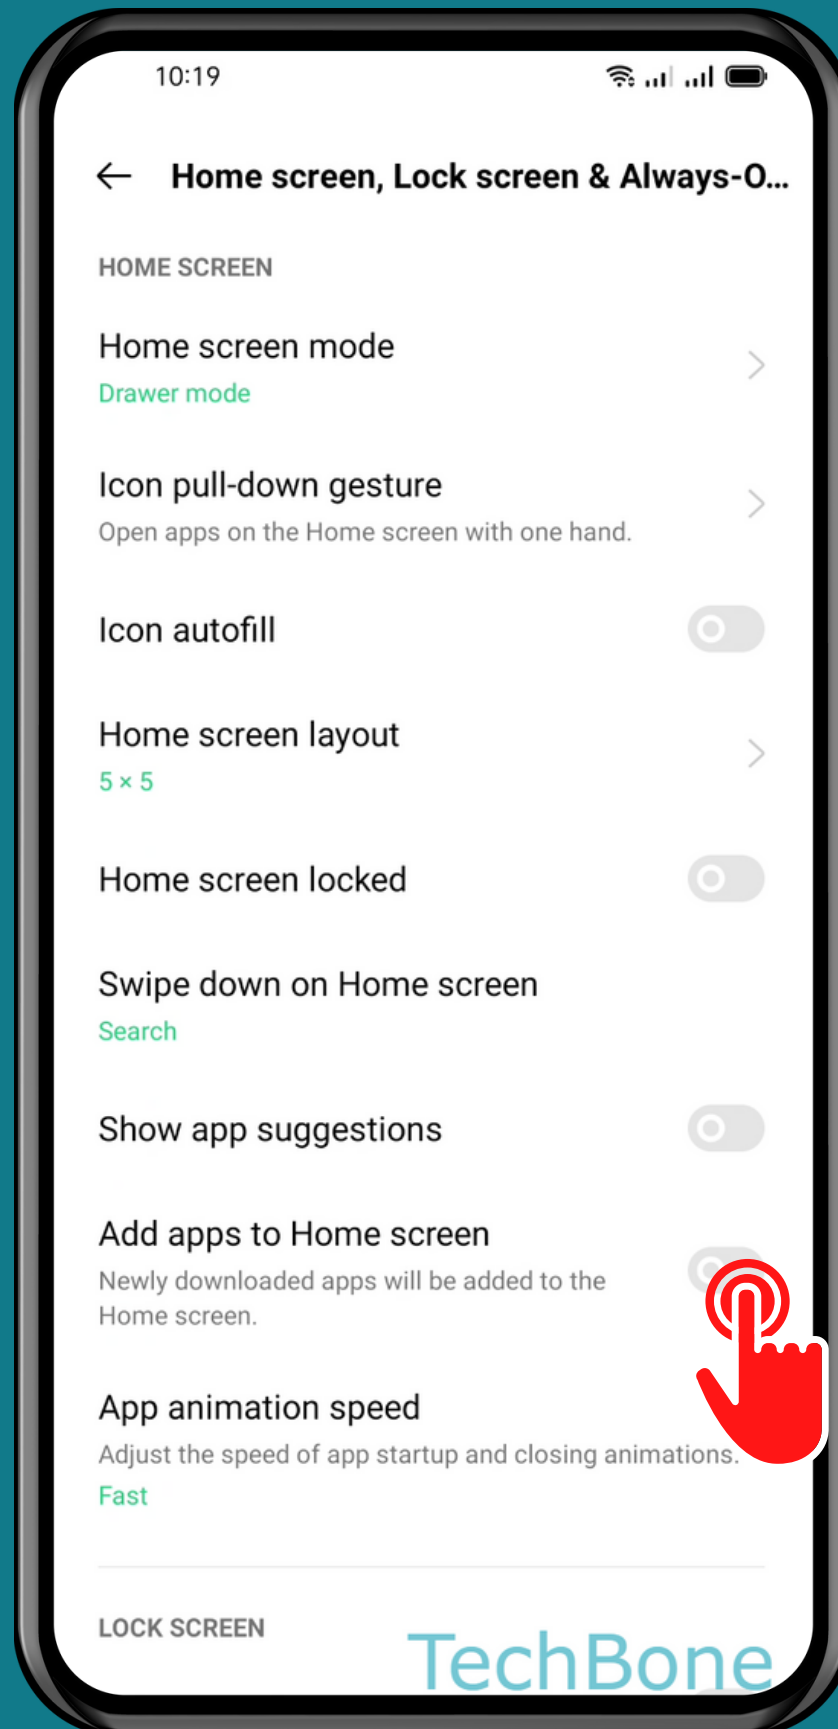 10:19
Home screen, Lock screen & Always-O...
HOME SCREEN
Home screen mode
Drawer mode
Icon pull-down gesture
Open apps on the Home screen with one hand.
Icon autofill
Home screen layout
5 × 5
Home screen locked
Swipe down on Home screen
Search
Show app suggestions
Add apps to Home screen
Newly downloaded apps will be added to the
Home screen.
App animation speed
Adjust the speed of app startup and closing animations.
Fast
LOCK SCREEN
TechBone